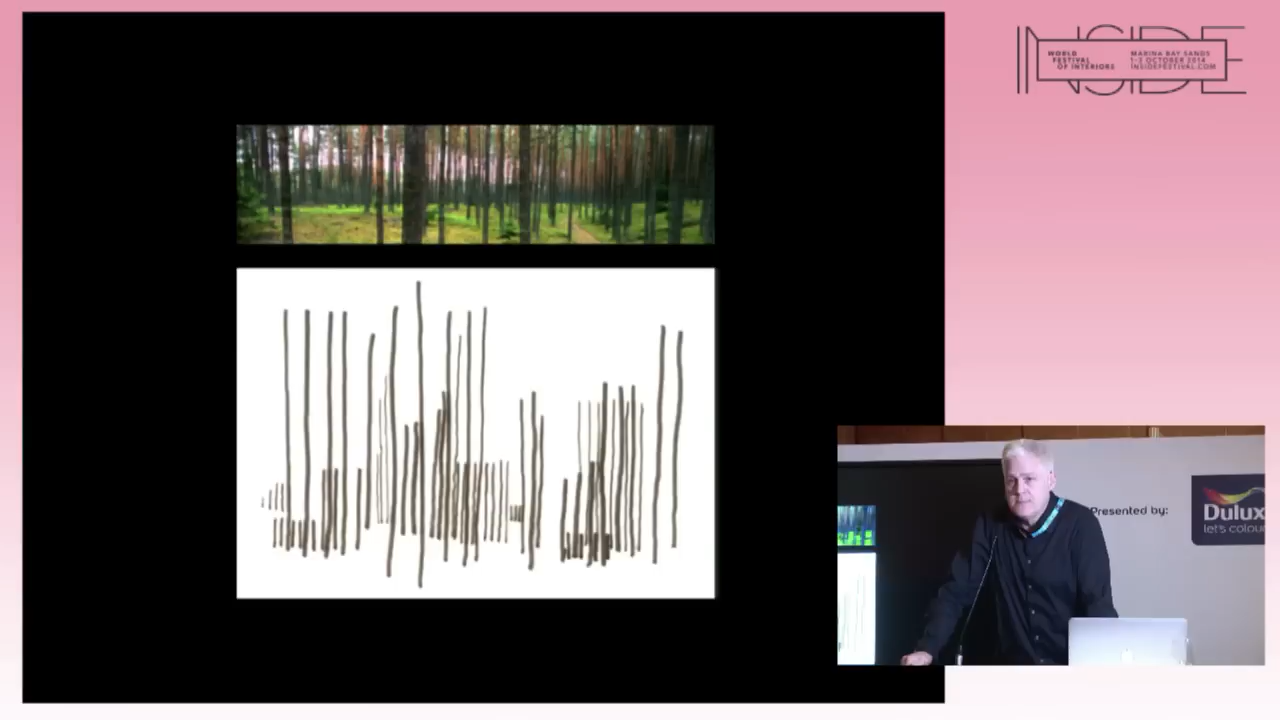 INSIDE
WORLD
FESTIVAL
OF INTERIORS
MARINA BAY SANDS
1-3 OCTOBER 2014
INSIDEFESTIVAL.COM
Presented by:
Dulux
let's colour